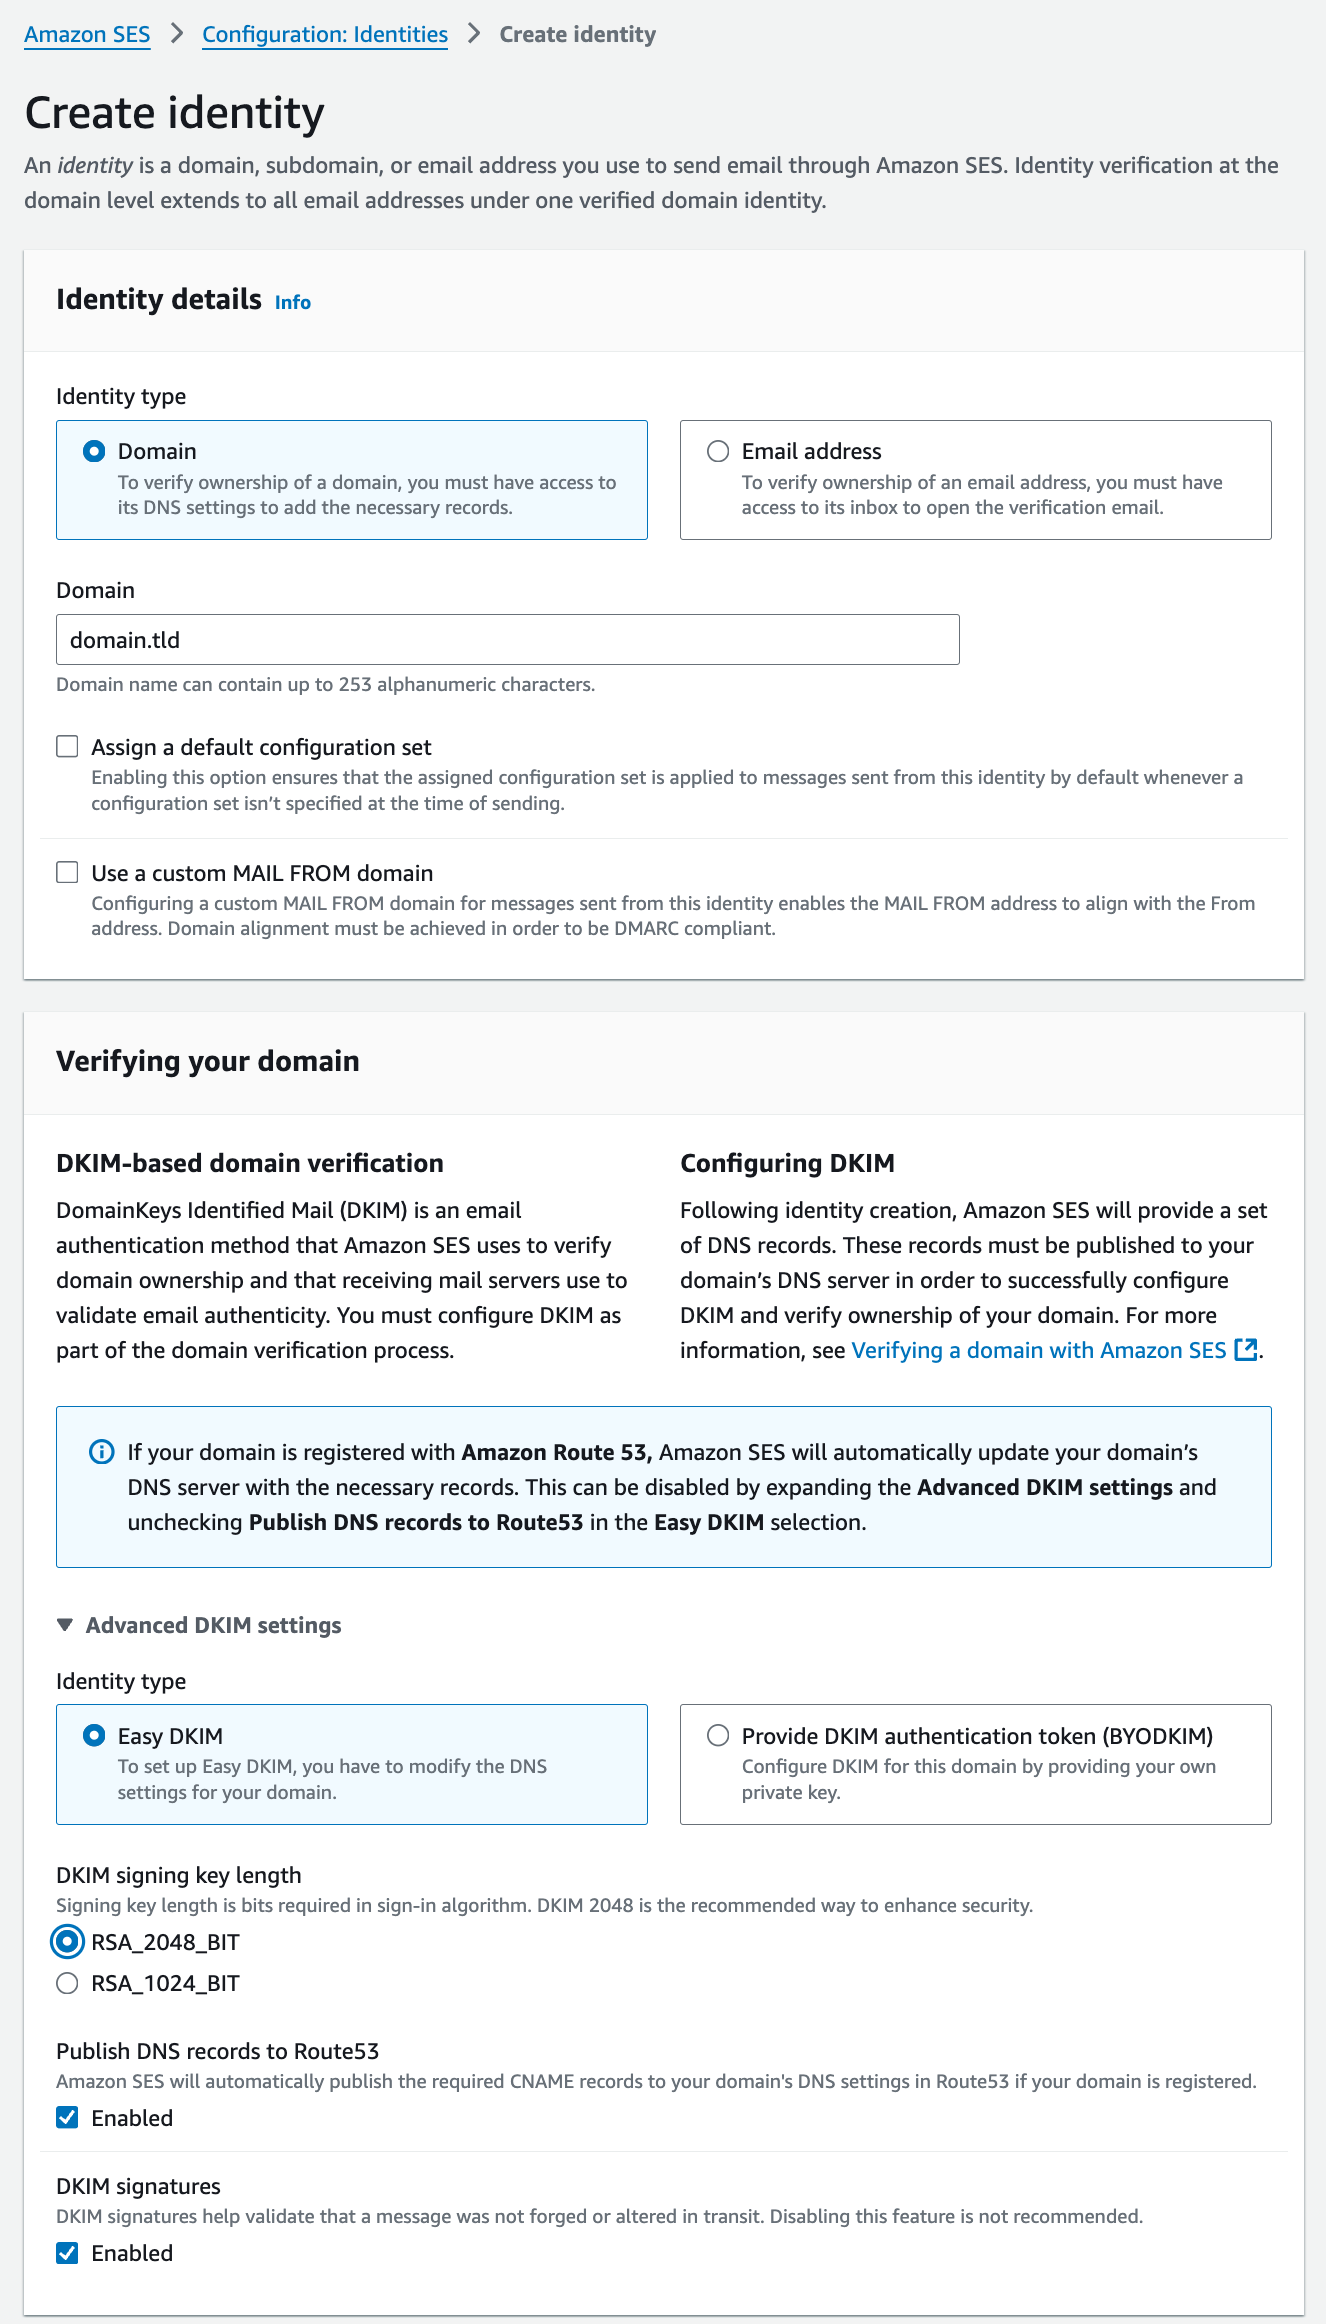 Amazon SES > Configuration: Identities > Create identity
Create identity
An identity is a domain, subdomain, or email address you use to send email through Amazon SES. Identity verification at the
domain level extends to all email addresses under one verified domain identity.
Identity details Info
Identity type
Domain
To verify ownership of a domain, you must have access to
its DNS settings to add the necessary records.
Email address
To verify ownership of an email address, you must have
access to its inbox to open the verification email.
Domain
domain.tld
Domain name can contain up to 253 alphanumeric characters.
Assign a default configuration set
Enabling this option ensures that the assigned configuration set is applied to messages sent from this identity by default whenever a
configuration set isn’t specified at the time of sending.
Use a custom MAIL FROM domain
Configuring a custom MAIL FROM domain for messages sent from this identity enables the MAIL FROM address to align with the From
address. Domain alignment must be achieved in order to be DMARC compliant.
Verifying your domain
DKIM-based domain verification
DomainKeys Identified Mail (DKIM) is an email
authentication method that Amazon SES uses to verify
domain ownership and that receiving mail servers use to
validate email authenticity. You must configure DKIM as
part of the domain verification process.
Configuring DKIM
Following identity creation, Amazon SES will provide a set
of DNS records. These records must be published to your
domain’s DNS server in order to successfully configure
DKIM and verify ownership of your domain. For more
information, see Verifying a domain with Amazon SES.
If your domain is registered with Amazon Route 53, Amazon SES will automatically update your domain’s
DNS server with the necessary records. This can be disabled by expanding the Advanced DKIM settings and
unchecking Publish DNS records to Route53 in the Easy DKIM selection.
Advanced DKIM settings
Identity type
Easy DKIM
To set up Easy DKIM, you have to modify the DNS
settings for your domain.
Provide DKIM authentication token (BYODKIM)
Configure DKIM for this domain by providing your own
private key.
DKIM signing key length
Signing key length is bits required in sign-in algorithm. DKIM 2048 is the recommended way to enhance security.
RSA_2048_BIT
RSA_1024_BIT
Publish DNS records to Route53
Amazon SES will automatically publish the required CNAME records to your domain's DNS settings in Route53 if your domain is registered.
Enabled
DKIM signatures
DKIM signatures help validate that a message was not forged or altered in transit. Disabling this feature is not recommended.
Enabled